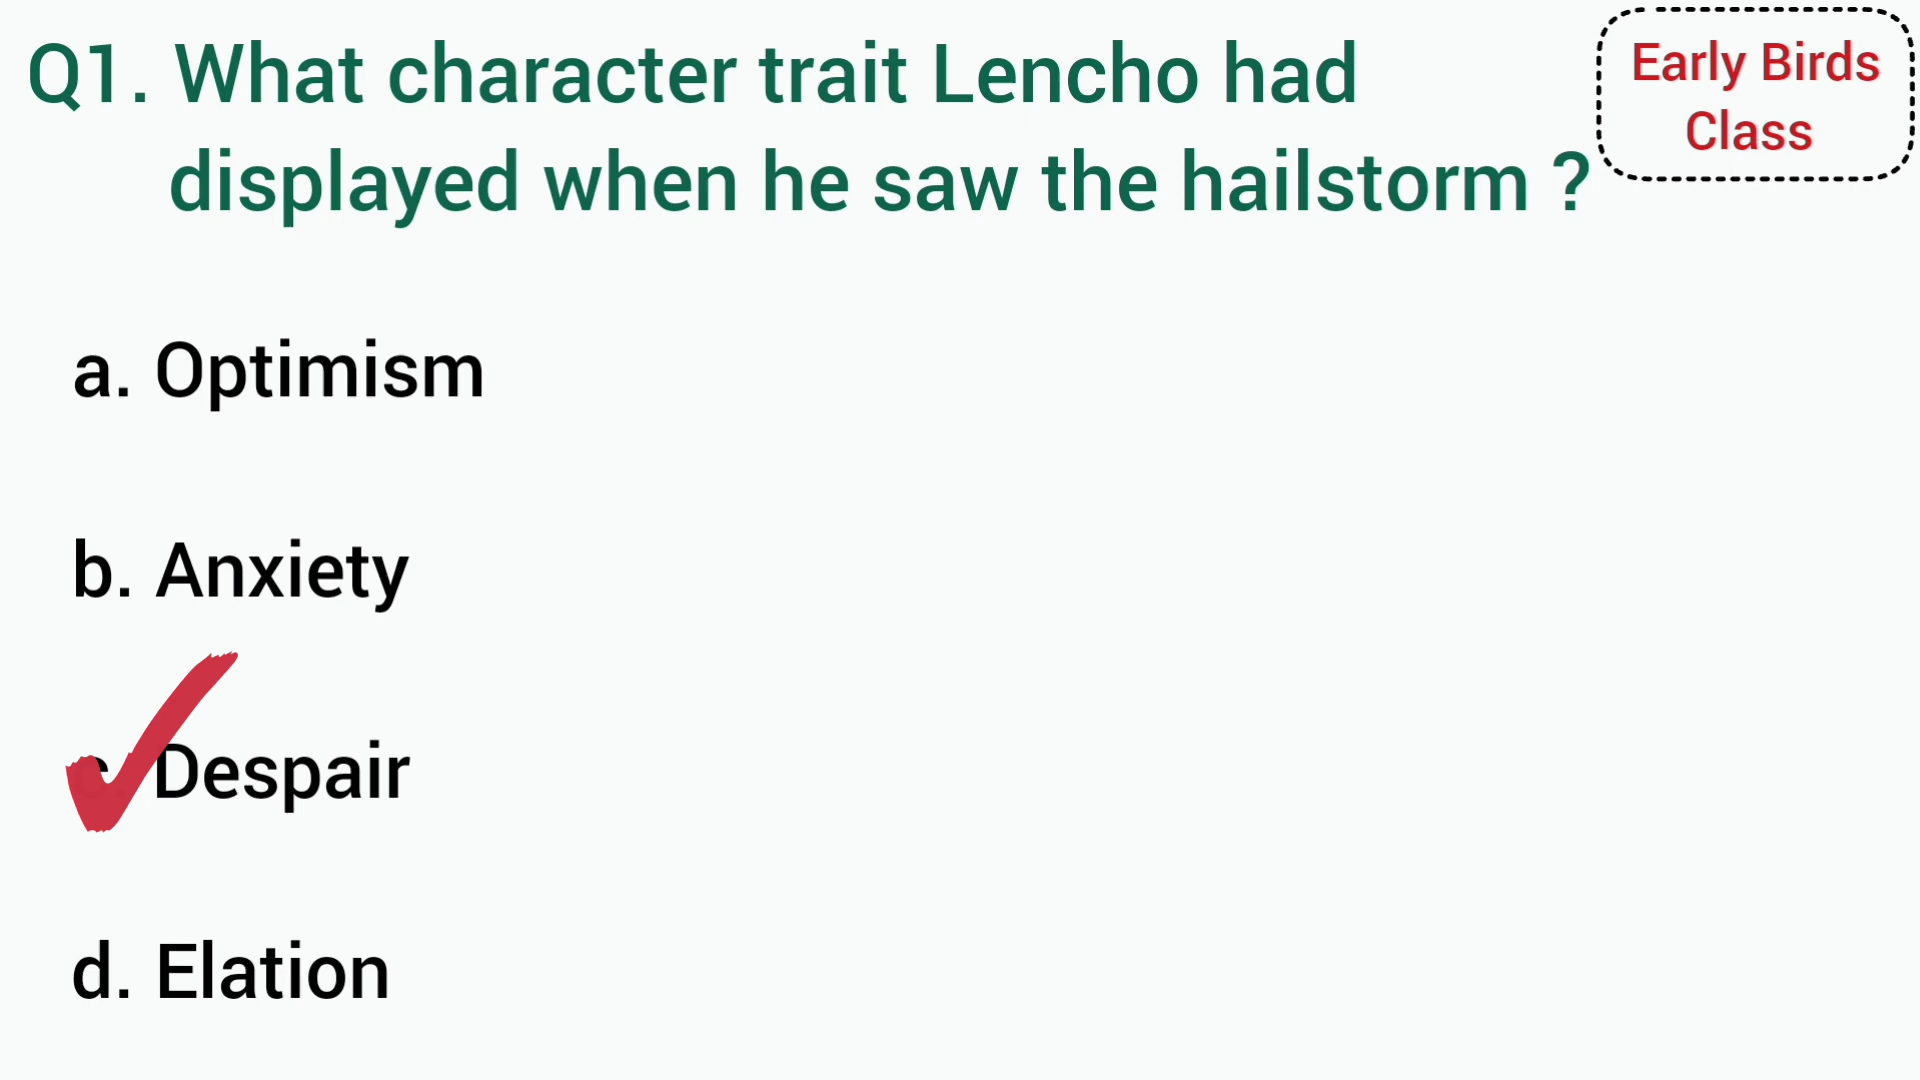 Q1. What character trait Lencho had
displayed when he saw the hailstorm ?
Early Birds
Class
a. Optimism
b. Anxiety
c. Despair
d. Elation